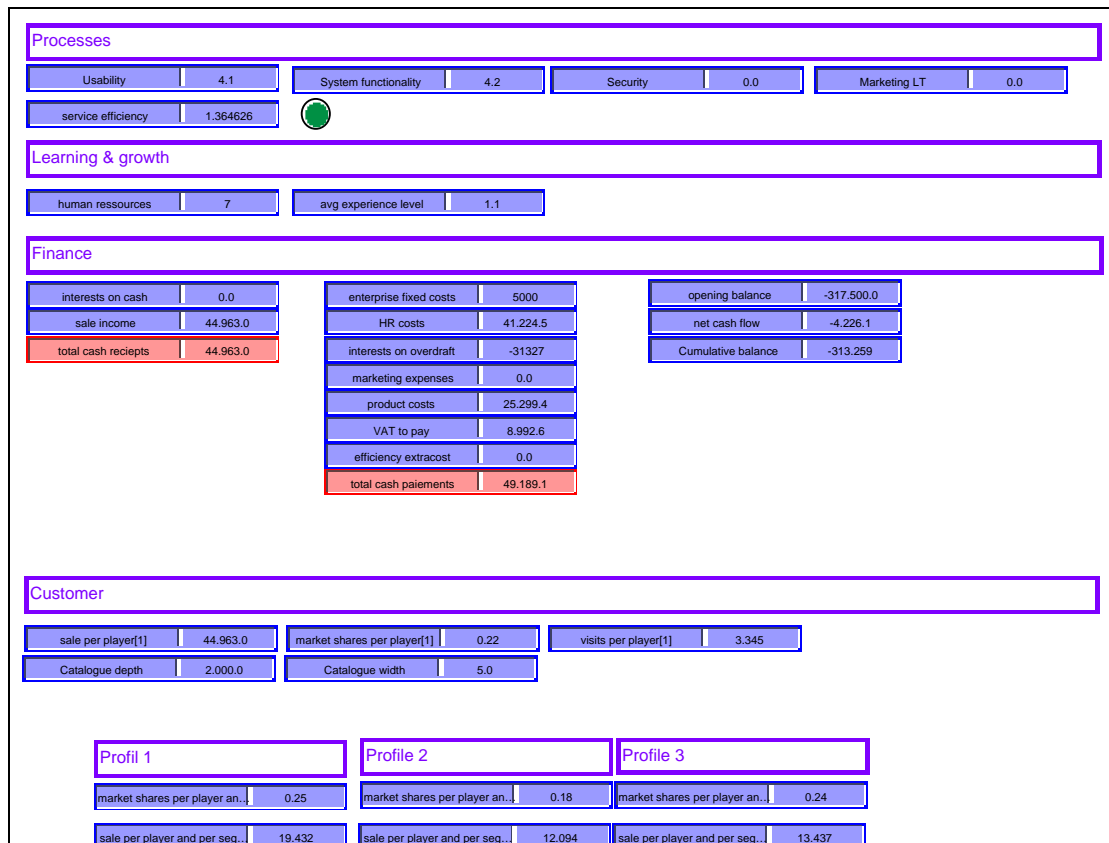 Processes
Usability 4.1 System functionality 4.2 Security 0.0 Marketing LT 0.0
service efficiency 1.364626
Learning & growth
human ressources 7 avg experience level 1.1
Finance
interests on cash 0.0 enterprise fixed costs 5000 opening balance -317.500.0
sale income 44.963.0 HR costs 41.224.5 net cash flow -4.226.1
total cash reciepts 44.963.0 interests on overdraft -31327 Cumulative balance -313.259
marketing expenses 0.0
product costs 25.299.4
VAT to pay 8.992.6
efficiency extracost 0.0
total cash paiements 49.189.1
Customer
sale per player[1] 44.963.0 market shares per player[1] 0.22 visits per player[1] 3.345
Catalogue depth 2.000.0 Catalogue width 5.0
Profil 1 Profile 2 Profile 3
market shares per player an... 0.25 market shares per player an... 0.18 market shares per player an... 0.24
sale per player and per seg... 19.432 sale per player and per seg... 12.094 sale per player and per seg... 13.437